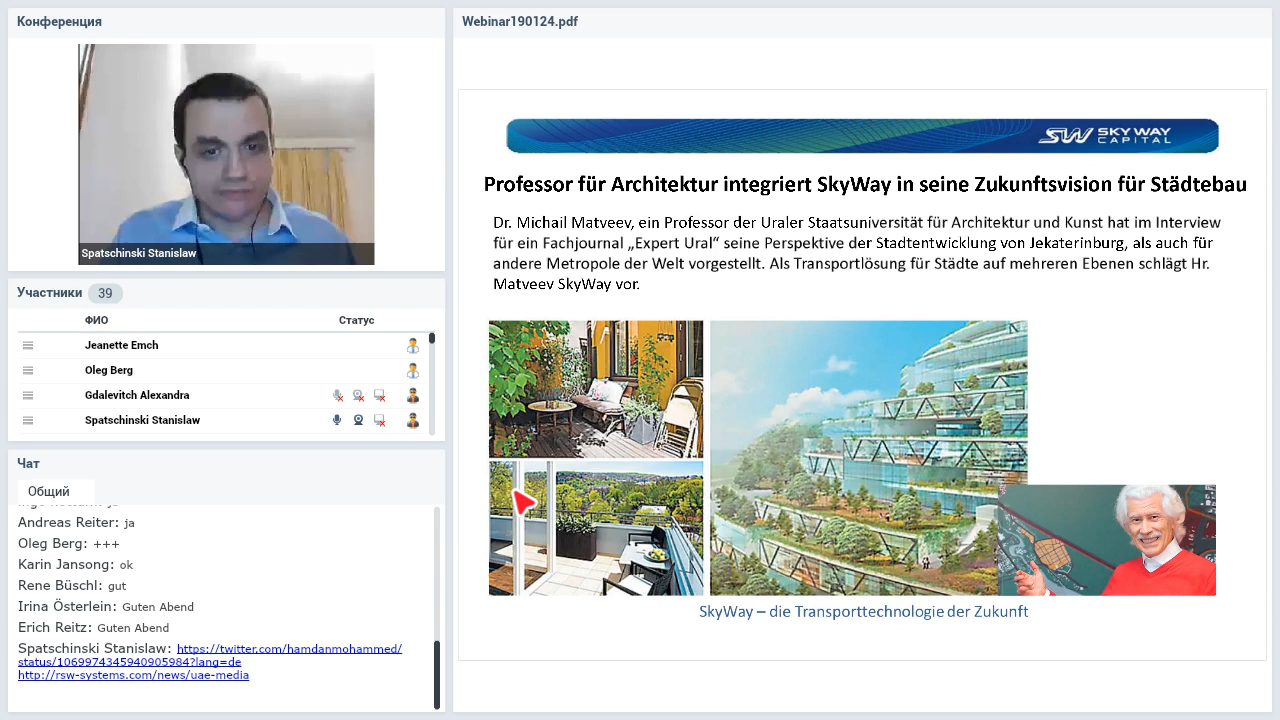 Конференция
Spatschinski Stanislaw
Участники 39
ФИО Статус
Jeanette Emch
Oleg Berg
Gdalevitch Alexandra
Spatschinski Stanislaw
Чат
Общий
Andreas Reiter: ja
Oleg Berg: +++
Karin Jansong: ok
Rene Büschl: gut
Irina Österlein: Guten Abend
Erich Reitz: Guten Abend
Spatschinski Stanislaw: https://twitter.com/hamdanmohammed/
status/1069974345940905984?lang=de
http://rsw-systems.com/news/uae-media
Webinar190124.pdf
SW SKY WAY
CAPITAL
Professor für Architektur integriert SkyWay in seine Zukunftsvision für Städtebau
Dr. Michail Matveev, ein Professor der Uraler Staatsuniversität für Architektur und Kunst hat im Interview
für ein Fachjournal „Expert Ural“ seine Perspektive der Staatentwicklung von Jekaterinburg, als auch für
andere Metropole der Welt vorgestellt. Als Transportlösung für Städte auf mehreren Ebenen schlägt Hr.
Matveev SkyWay vor.
SkyWay – die Transporttechnologie der Zukunft